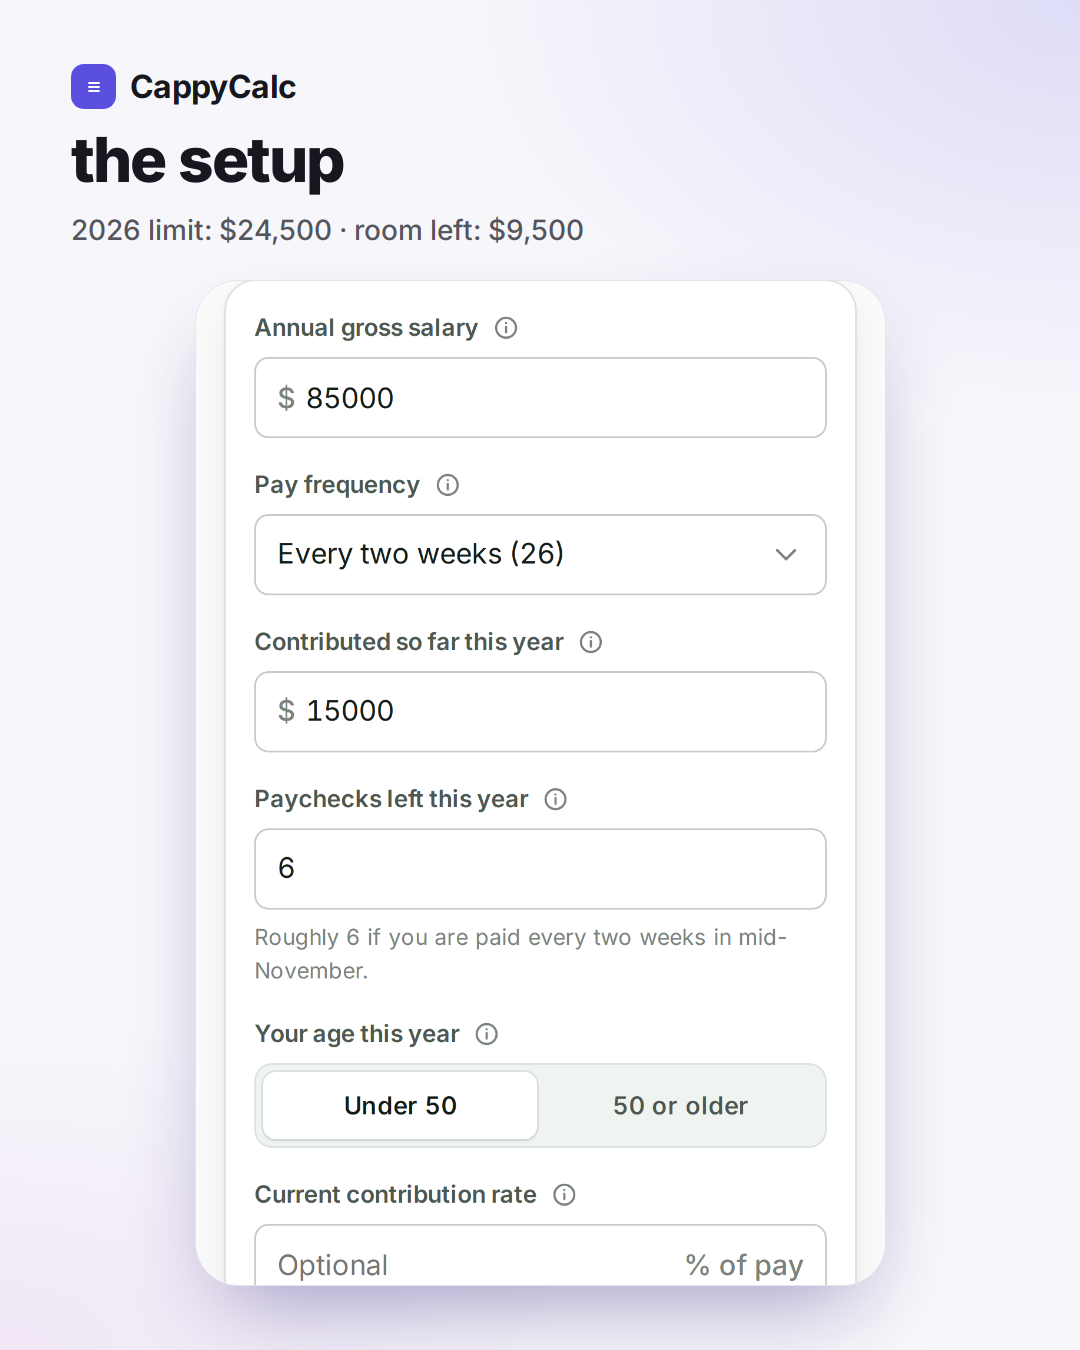 CappyCalc
the setup
2026 limit: $24,500 · room left: $9,500
Annual gross salary
$ 85000
Pay frequency
Every two weeks (26)
Contributed so far this year
$ 15000
Paychecks left this year
6
Roughly 6 if you are paid every two weeks in mid-
November.
Your age this year
Under 50 50 or older
Current contribution rate
Optional % of pay